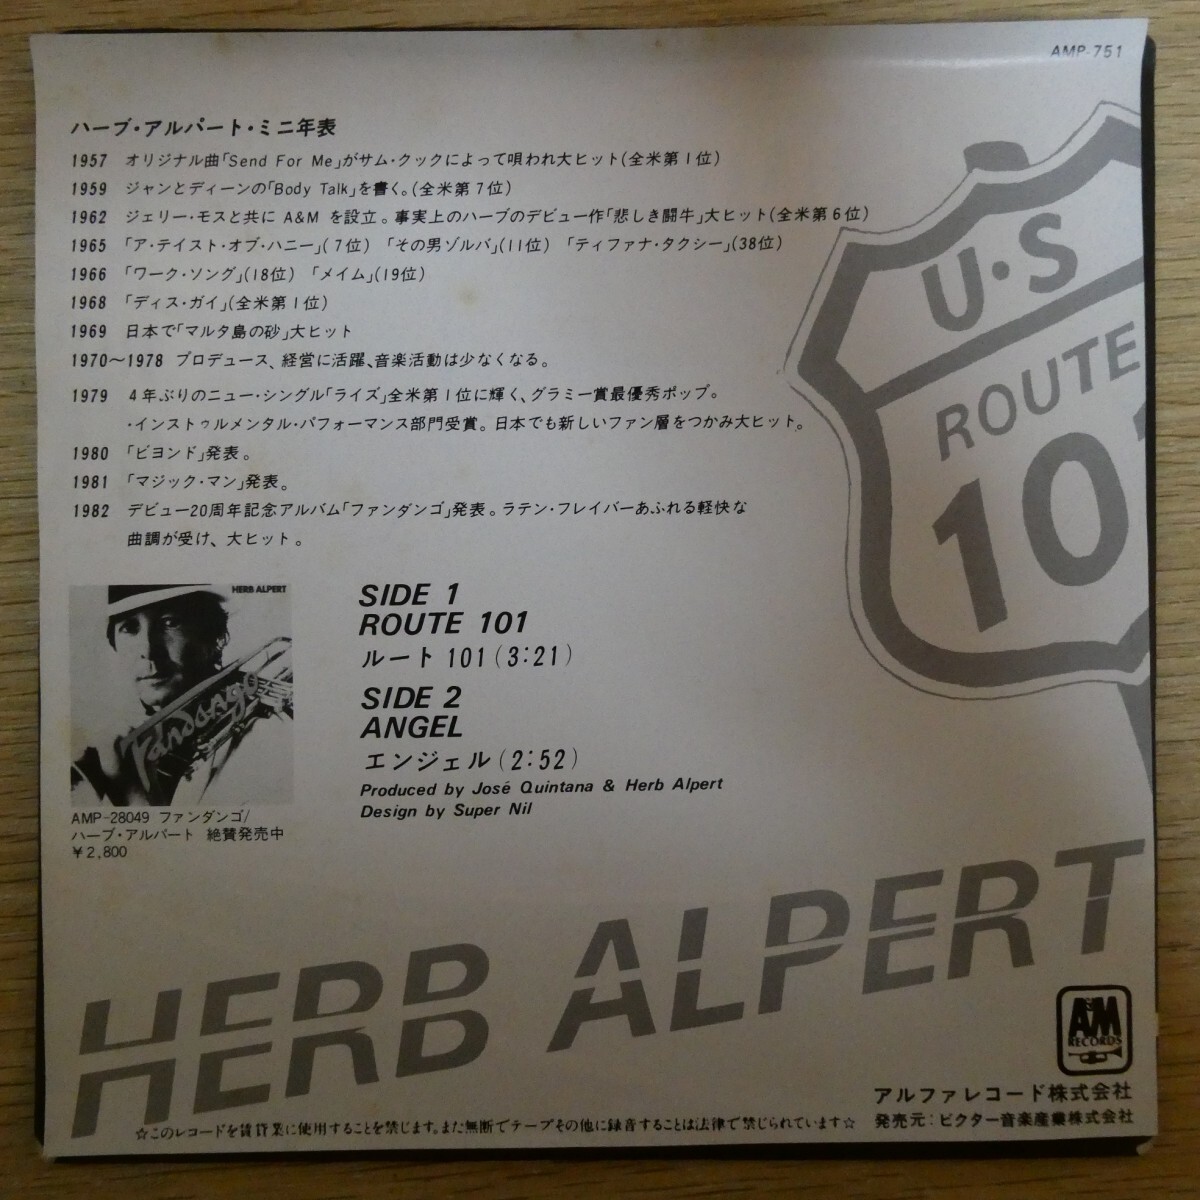 AMP-751
ハーブ・アルパート・ミニ年表
1957 オリジナル曲「Send For Me」がサム・クックによって唄われ大ヒット(全米第1位)
1959 ジャンとディーンの「Body Talk」を書く。(全米第7位)
1962 ジェリー・モスと共に A&M を設立。事実上のハーブのデビュー作「悲しき闘牛」大ヒット(全米第6位)
1965 「ア・テイスト・オブ・ハニー」(7位) 「その男ゾルバ」(11位) 「ティファナ・タクシー」(38位)
1966 「ワーク・ソング」(18位) 「メイム」(19位)
1968 「ディス・ガイ」(全米第1位)
1969 日本で「マルタ島の砂」大ヒット
1970〜1978 プロデュース、経営に活躍、音楽活動は少なくなる。
1979 4年ぶりのニュー・シングル「ライズ」全米第1位に輝く、グラミー賞最優秀ポップ。
・インストゥルメンタル・パフォーマンス部門受賞。日本でも新しいファン層をつかみ大ヒット。
1980 「ビヨンド」発表。
1981 「マジック・マン」発表。
1982 デビュー20周年記念アルバム「ファンダンゴ」発表。ラテン・フレイバーあふれる軽快な
曲調が受け、大ヒット。
U・S
ROUTE
101
HERB ALPERT
Fandango
AMP-28049 ファンダンゴ/
ハーブ・アルパート 絶賛発売中
¥2,800
SIDE 1
ROUTE 101
ルート 101(3:21)
SIDE 2
ANGEL
エンジェル(2:52)
Produced by José Quintana & Herb Alpert
Design by Super Nil
HERB ALPERT
A&M
RECORDS
アルファレコード株式会社
発売元:ビクター音楽産業株式会社
☆このレコードを賃貸業に使用することを禁じます。また無断でテープその他に録音することは法律で禁じられています☆